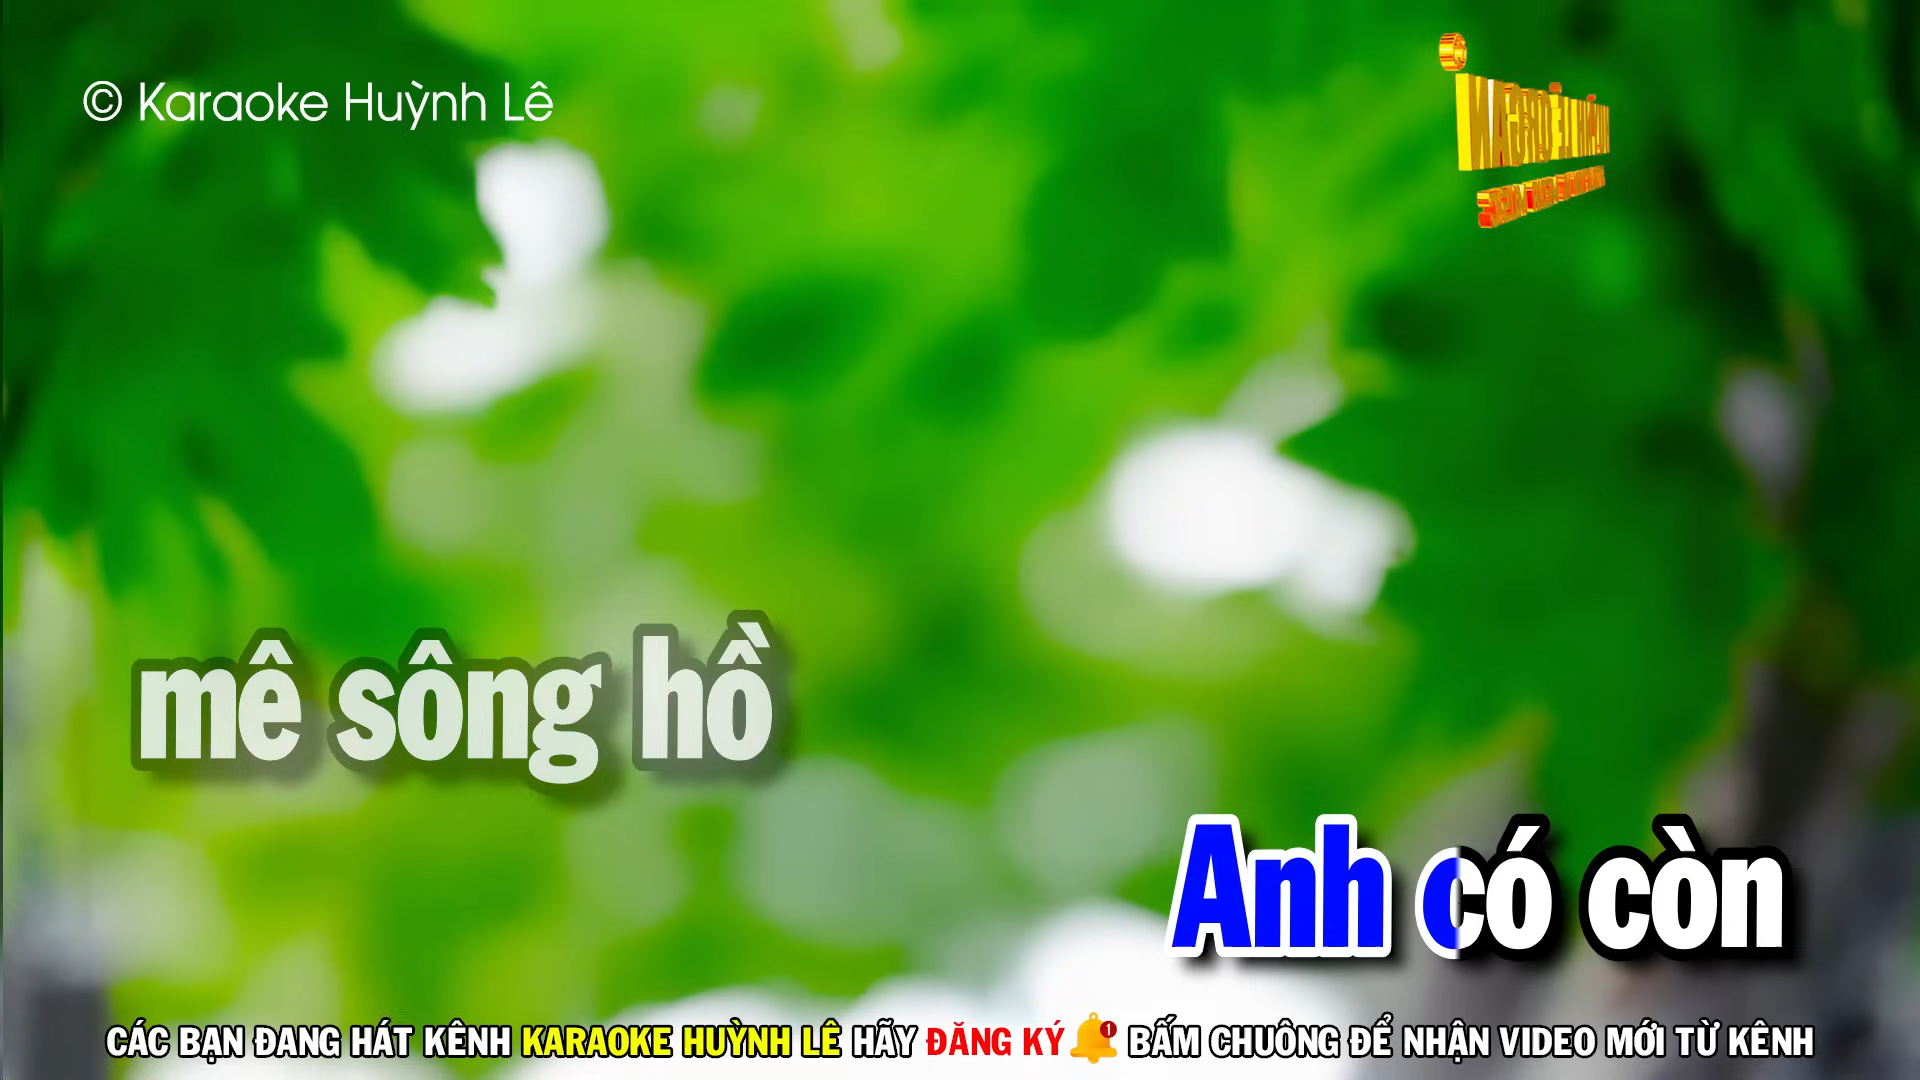 © Karaoke Huỳnh Lê
mê sông hồ
Anh có còn
CÁC BẠN ĐANG HÁT KÊNH KARAOKE HUỲNH LÊ HÃY ĐĂNG KÝ 1 BẤM CHUÔNG ĐỂ NHẬN VIDEO MỚI TỪ KÊNH